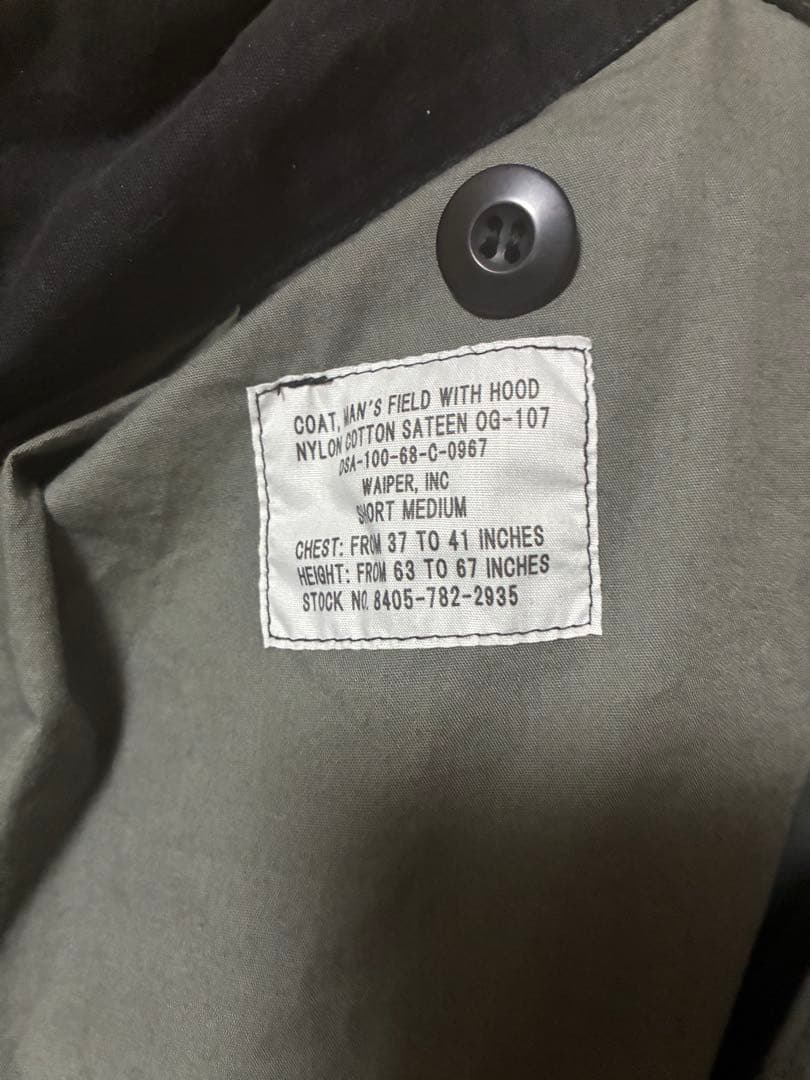 COAT, MAN'S FIELD WITH HOOD
NYLON COTTON SATEEN OG-107
DSA-100-68-C-0967
WAIPER, INC
SHORT MEDIUM
CHEST: FROM 37 TO 41 INCHES
HEIGHT: FROM 63 TO 67 INCHES
STOCK NO. 8405-782-2935